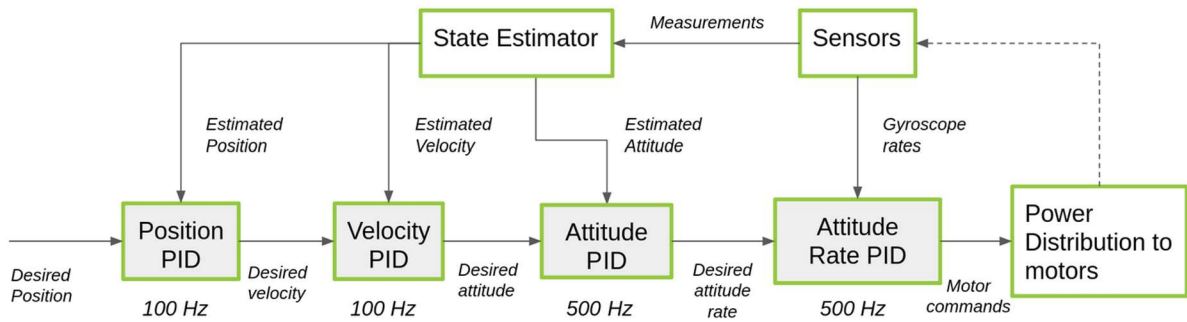 State Estimator
Measurements
Sensors
Estimated
Position
Estimated
Velocity
Estimated
Attitude
Gyroscope
rates
Desired
Position
Position
PID
100 Hz
Desired
velocity
Velocity
PID
100 Hz
Desired
attitude
Attitude
PID
500 Hz
Desired
attitude
rate
Attitude
Rate PID
500 Hz
Motor
commands
Power
Distribution to
motors